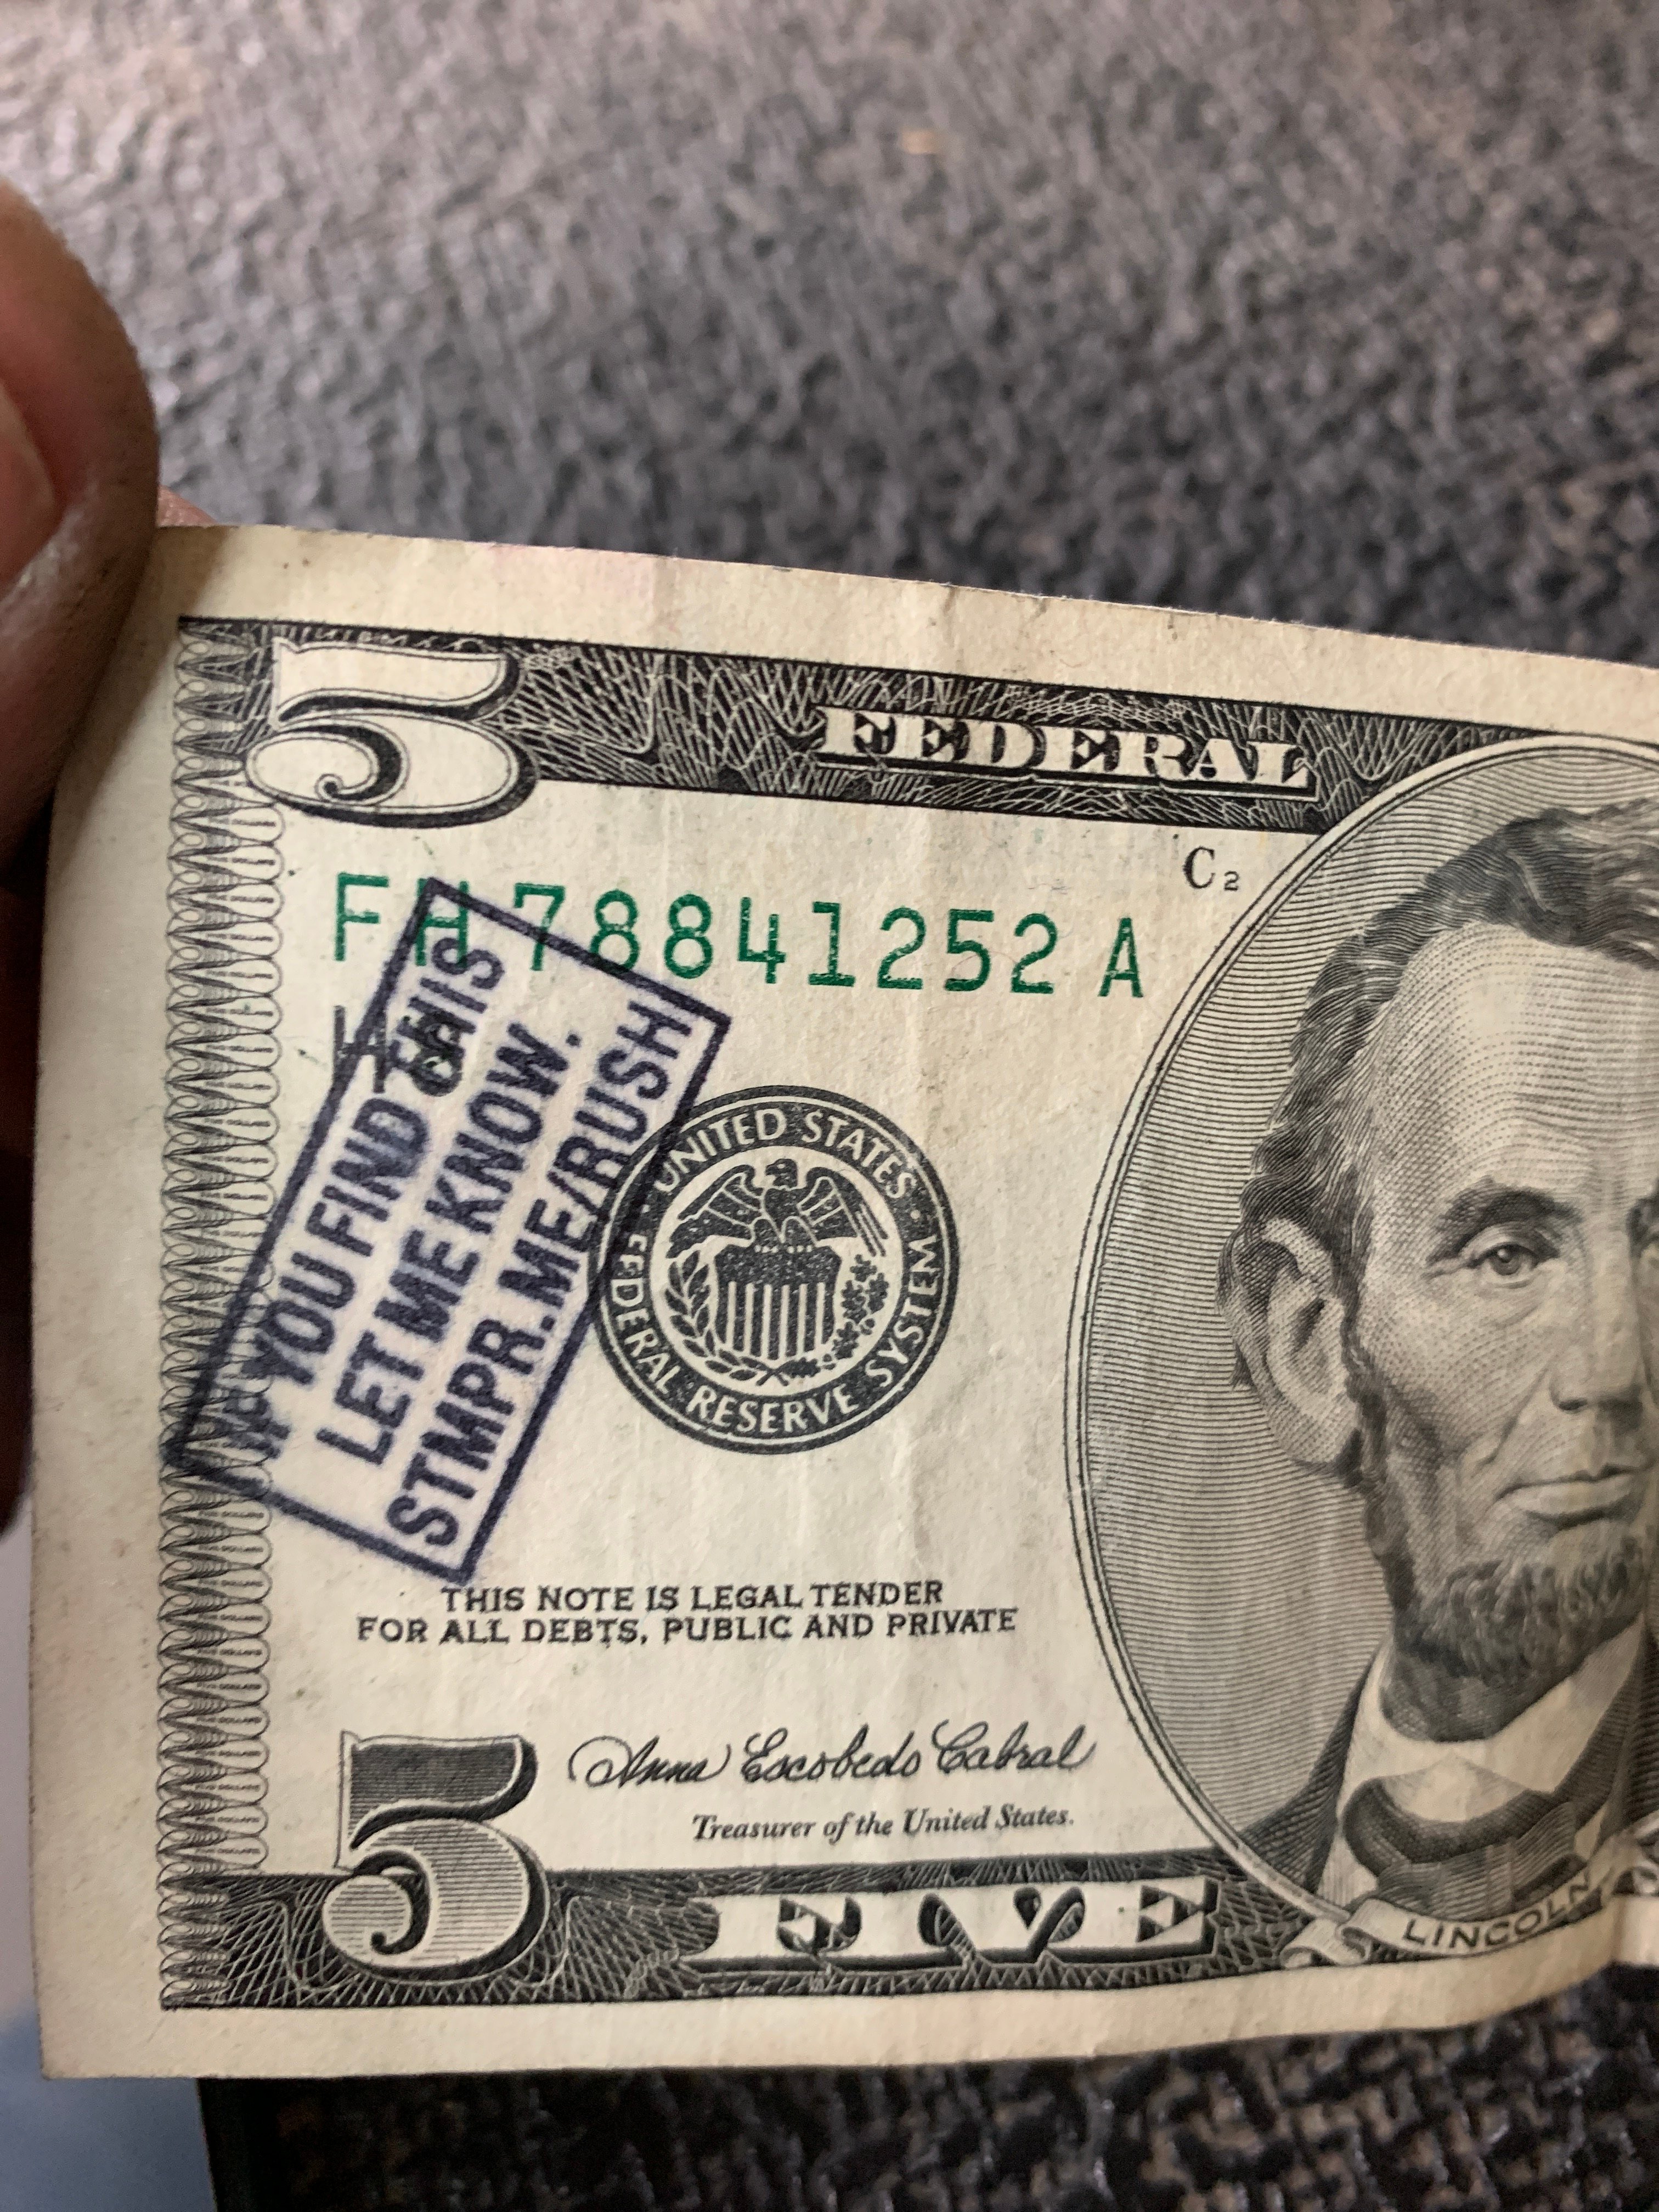 5
FEDERAL
C2
FH 78841252 A
H8
IF YOU FIND THIS
LET ME KNOW.
STMPR.ME/RUSH
UNITED STATES
FEDERAL RESERVE SYSTEM
THIS NOTE IS LEGAL TENDER
FOR ALL DEBTS, PUBLIC AND PRIVATE
Anna Escobedo Cabral
Treasurer of the United States.
5
FIVE
LINCOLN